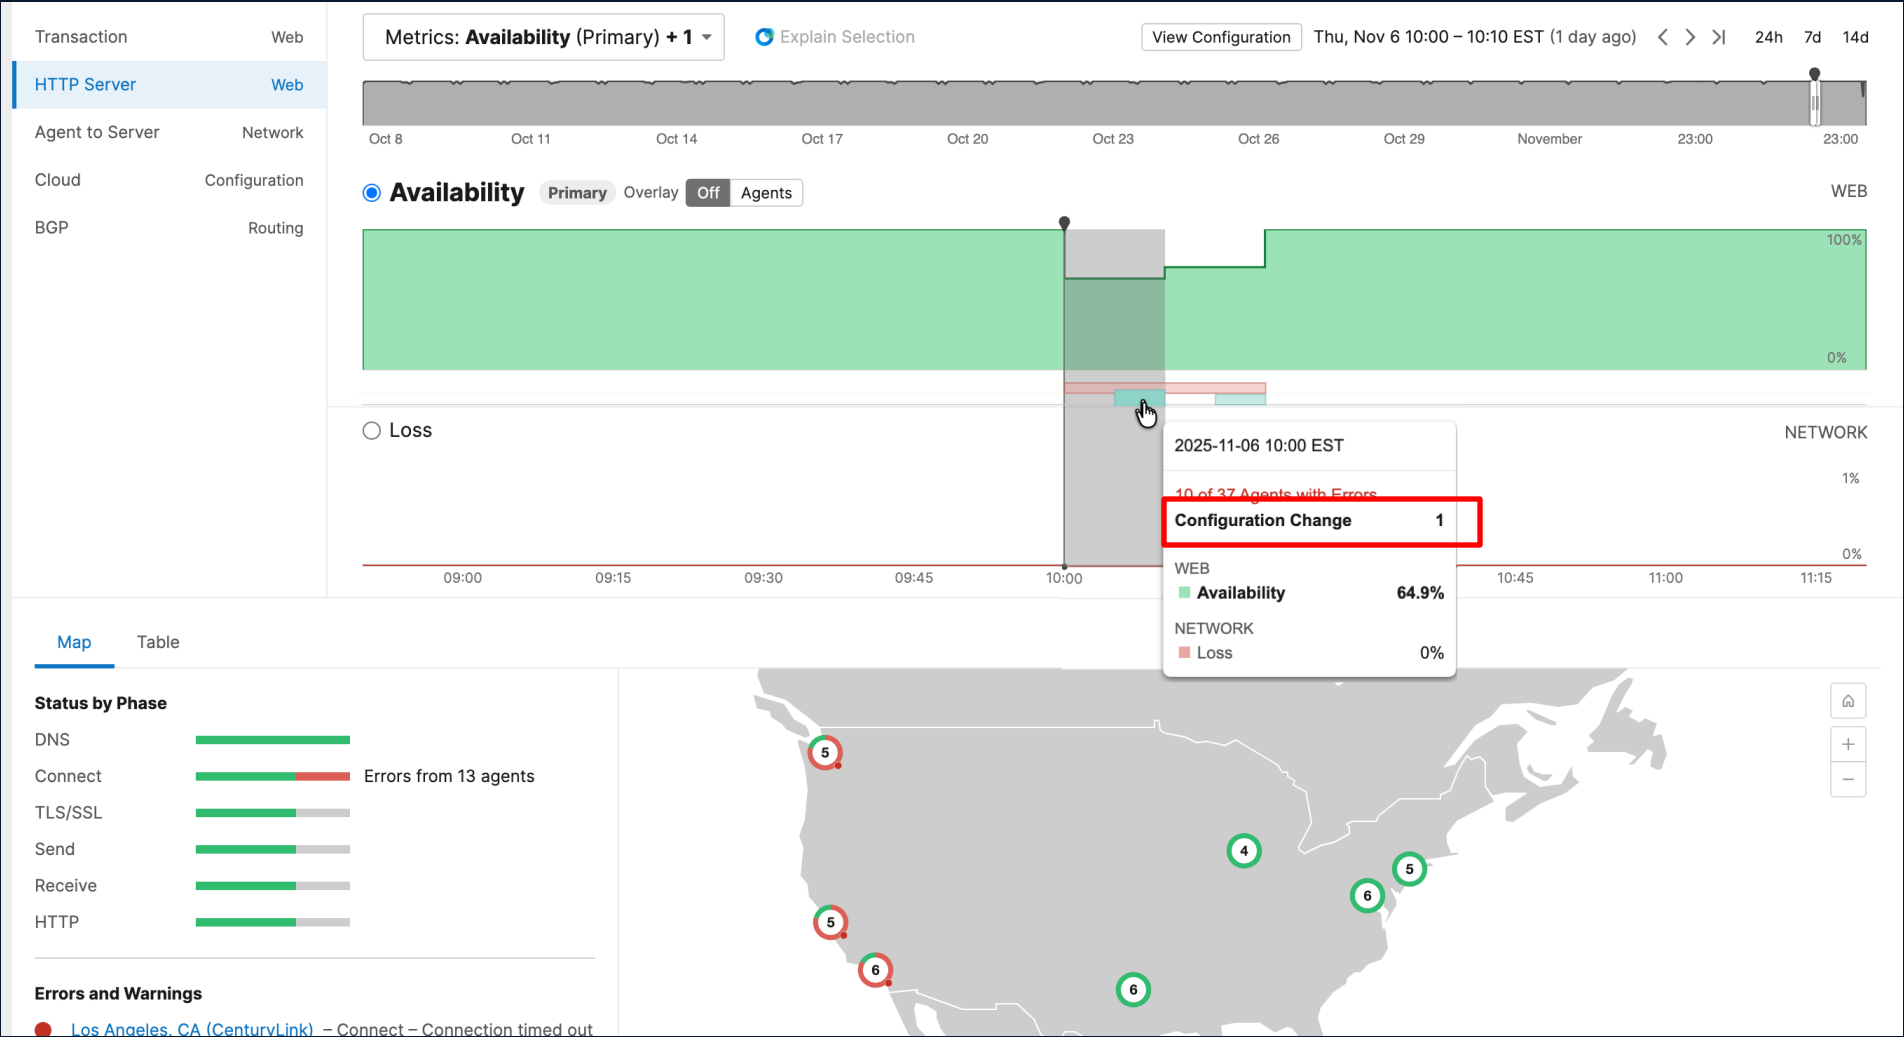 Transaction Web
HTTP Server Web
Agent to Server Network
Cloud Configuration
BGP Routing
Metrics: Availability (Primary) + 1
Explain Selection
View Configuration
Thu, Nov 6 10:00 – 10:10 EST (1 day ago)
24h 7d 14d
Oct 8 Oct 11 Oct 14 Oct 17 Oct 20 Oct 23 Oct 26 Oct 29 November 23:00 23:00
Availability Primary Overlay Off Agents WEB
100%
0%
Loss NETWORK
1%
0%
09:00 09:15 09:30 09:45 10:00 10:45 11:00 11:15
2025-11-06 10:00 EST
10 of 37 Agents with Errors
Configuration Change 1
WEB
Availability 64.9%
NETWORK
Loss 0%
Map Table
Status by Phase
DNS
Connect Errors from 13 agents
TLS/SSL
Send
Receive
HTTP
Errors and Warnings
Los Angeles, CA (CenturyLink) – Connect – Connection timed out
5
4
5
6
5
6
6